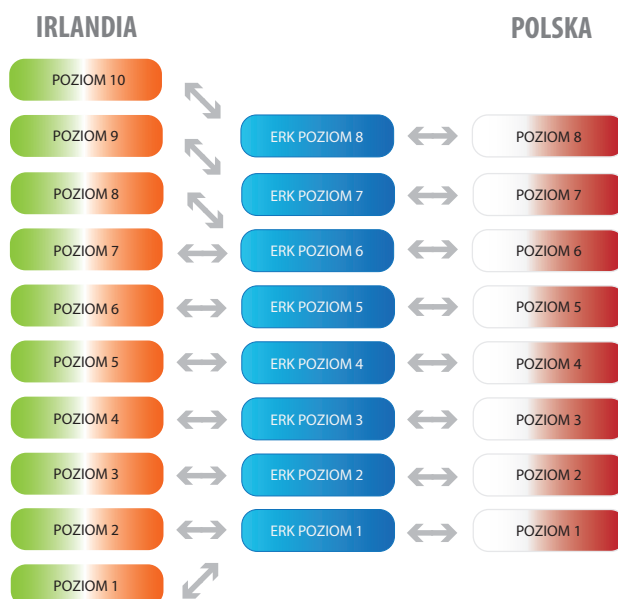 IRLANDIA
POLSKA
POZIOM 10
POZIOM 9
ERK POZIOM 8
POZIOM 8
POZIOM 8
ERK POZIOM 7
POZIOM 7
POZIOM 7
ERK POZIOM 6
POZIOM 6
POZIOM 6
ERK POZIOM 5
POZIOM 5
POZIOM 5
ERK POZIOM 4
POZIOM 4
POZIOM 4
ERK POZIOM 3
POZIOM 3
POZIOM 3
ERK POZIOM 2
POZIOM 2
POZIOM 2
ERK POZIOM 1
POZIOM 1
POZIOM 1